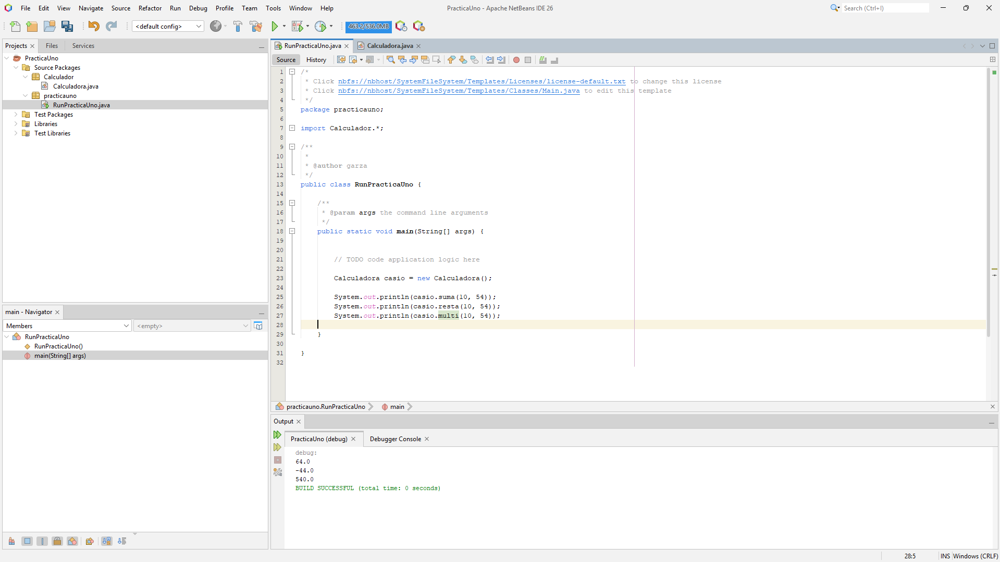 File Edit View Navigate Source Refactor Run Debug Profile Team Tools Window Help
PracticaUno - Apache NetBeans IDE 26
Search (Ctrl+I)
<default config>
463.2/536.0MB
Projects Files Services
PracticaUno
Source Packages
Calculador
Calculadora.java
practicauno
RunPracticaUno.java
Test Packages
Libraries
Test Libraries
main - Navigator
Members
<empty>
RunPracticaUno
RunPracticaUno()
main(String[] args)
RunPracticaUno.java Calculadora.java
Source History
1 /*
2 * Click nbfs://nbhost/SystemFileSystem/Templates/Licenses/license-default.txt to change this license
3 * Click nbfs://nbhost/SystemFileSystem/Templates/Classes/Main.java to edit this template
4 */
5 package practicauno;
6
7 import Calculador.*;
8
9 /**
10 *
11 * @author garza
12 */
13 public class RunPracticaUno {
14
15 /**
16 * @param args the command line arguments
17 */
18 public static void main(String[] args) {
19
20
21 // TODO code application logic here
22
23 Calculadora casio = new Calculadora();
24
25 System.out.println(casio.suma(10, 54));
26 System.out.println(casio.resta(10, 54));
27 System.out.println(casio.multi(10, 54));
28
29 }
30
31 }
32
practicauno.RunPracticaUno main
Output
PracticaUno (debug) Debugger Console
debug:
64.0
-44.0
540.0
BUILD SUCCESSFUL (total time: 0 seconds)
28:5 INS Windows (CRLF)